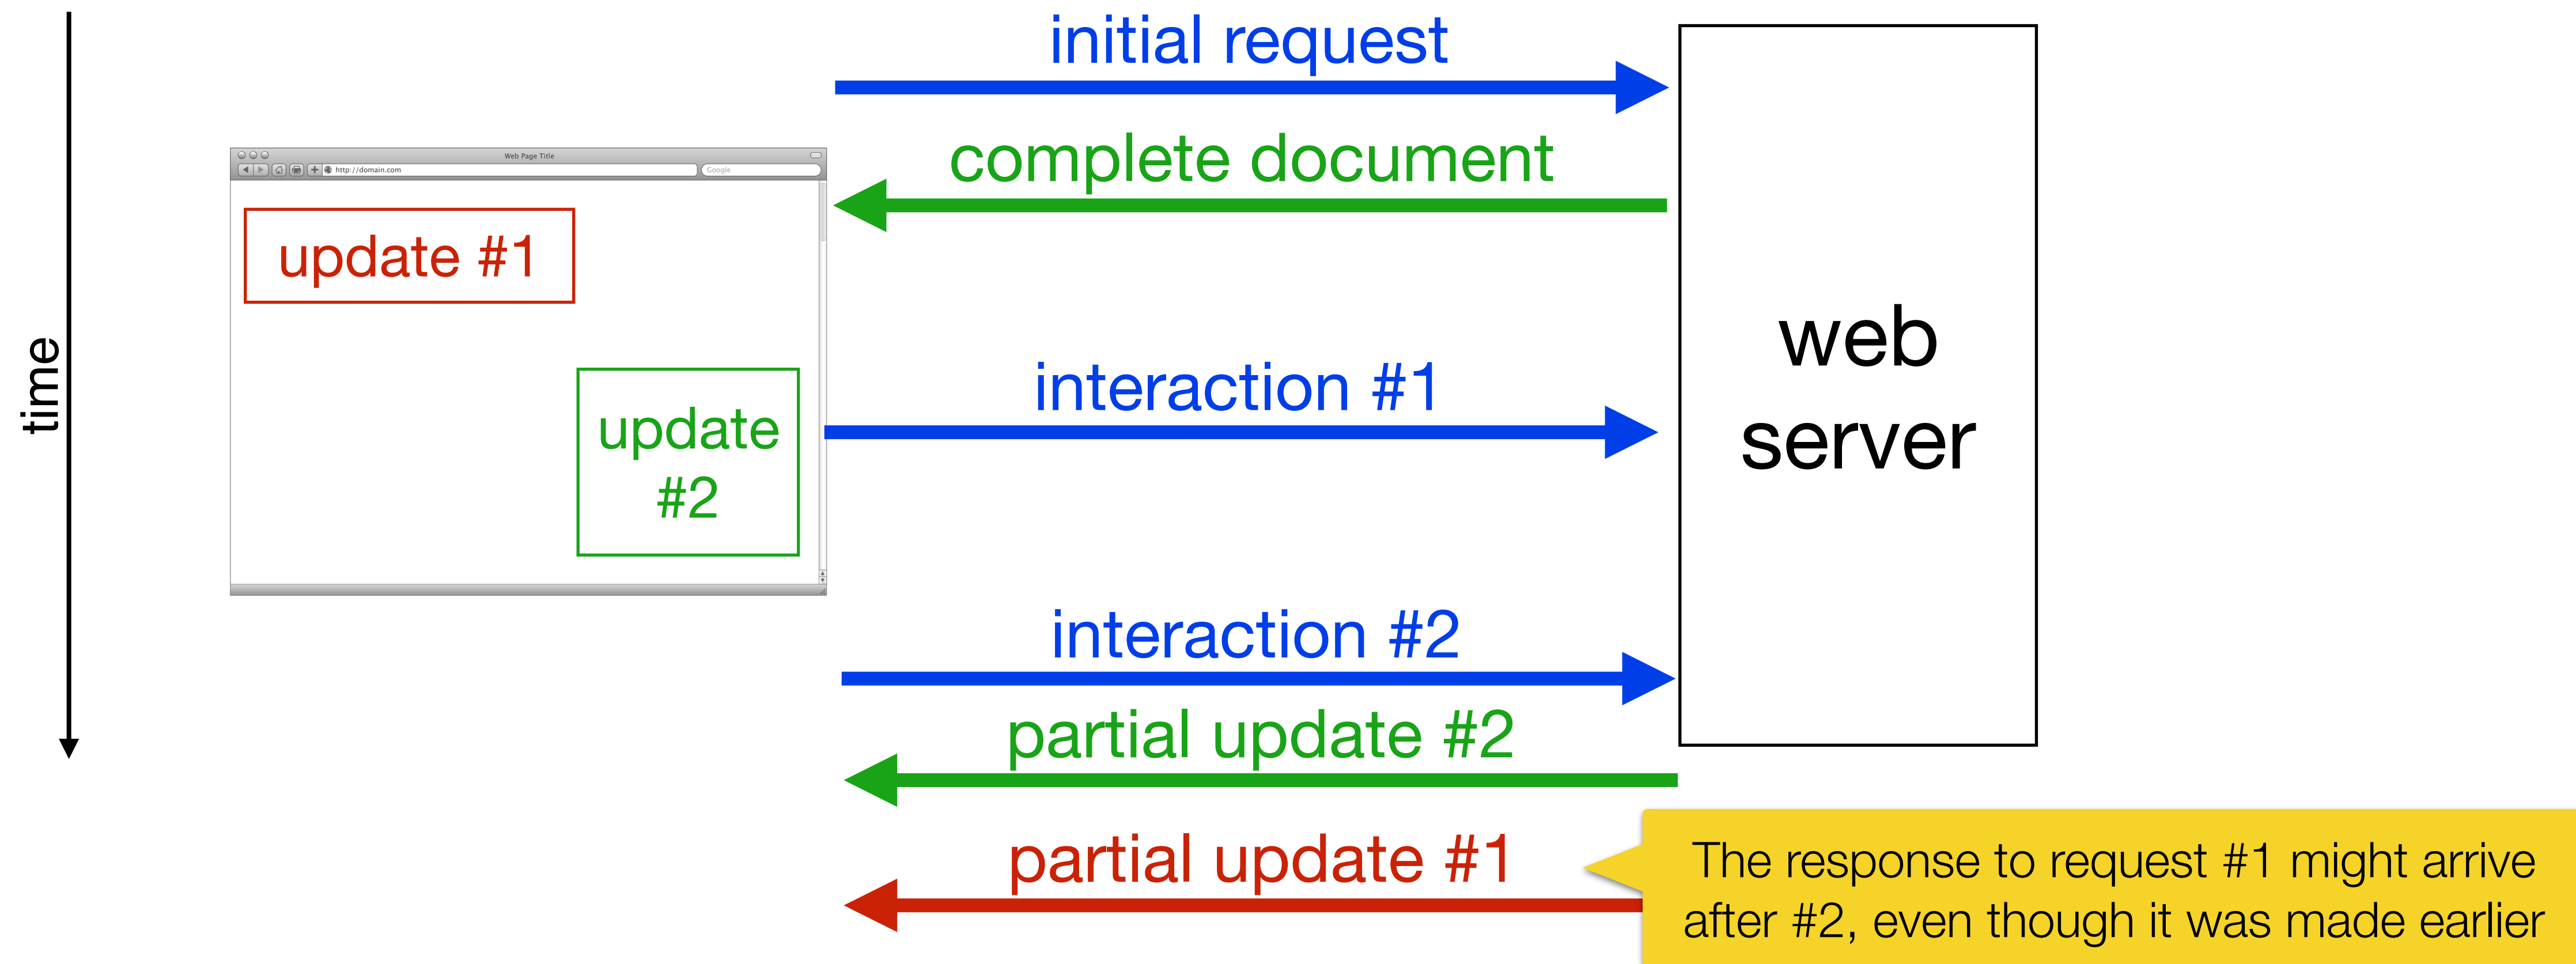 initial request
complete document
Web Page Title
http://domain.com
Google
update #1
update
#2
time
interaction #1
web
server
interaction #2
partial update #2
partial update #1
The response to request #1 might arrive
after #2, even though it was made earlier